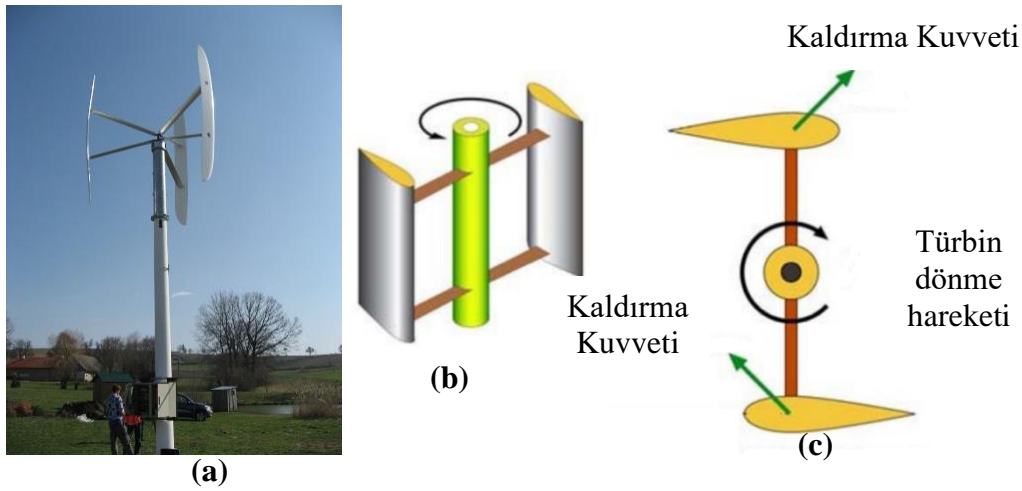 Kaldırma Kuvveti
Kaldırma
Kuvveti
Türbin
dönme
hareketi
(b)
(c)
(a)